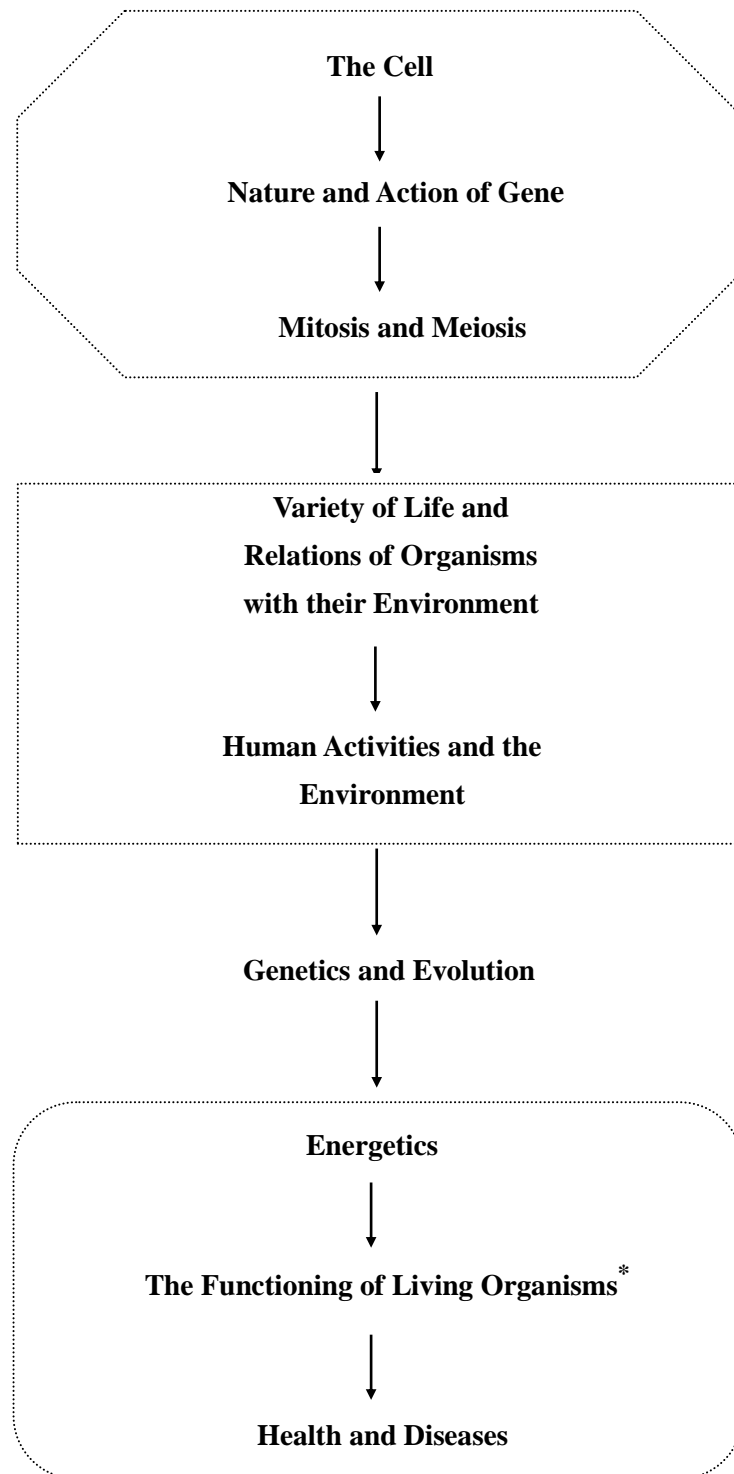 The Cell
Nature and Action of Gene
Mitosis and Meiosis
Variety of Life and
Relations of Organisms
with their Environment
Human Activities and the
Environment
Genetics and Evolution
Energetics
The Functioning of Living Organisms*
Health and Diseases